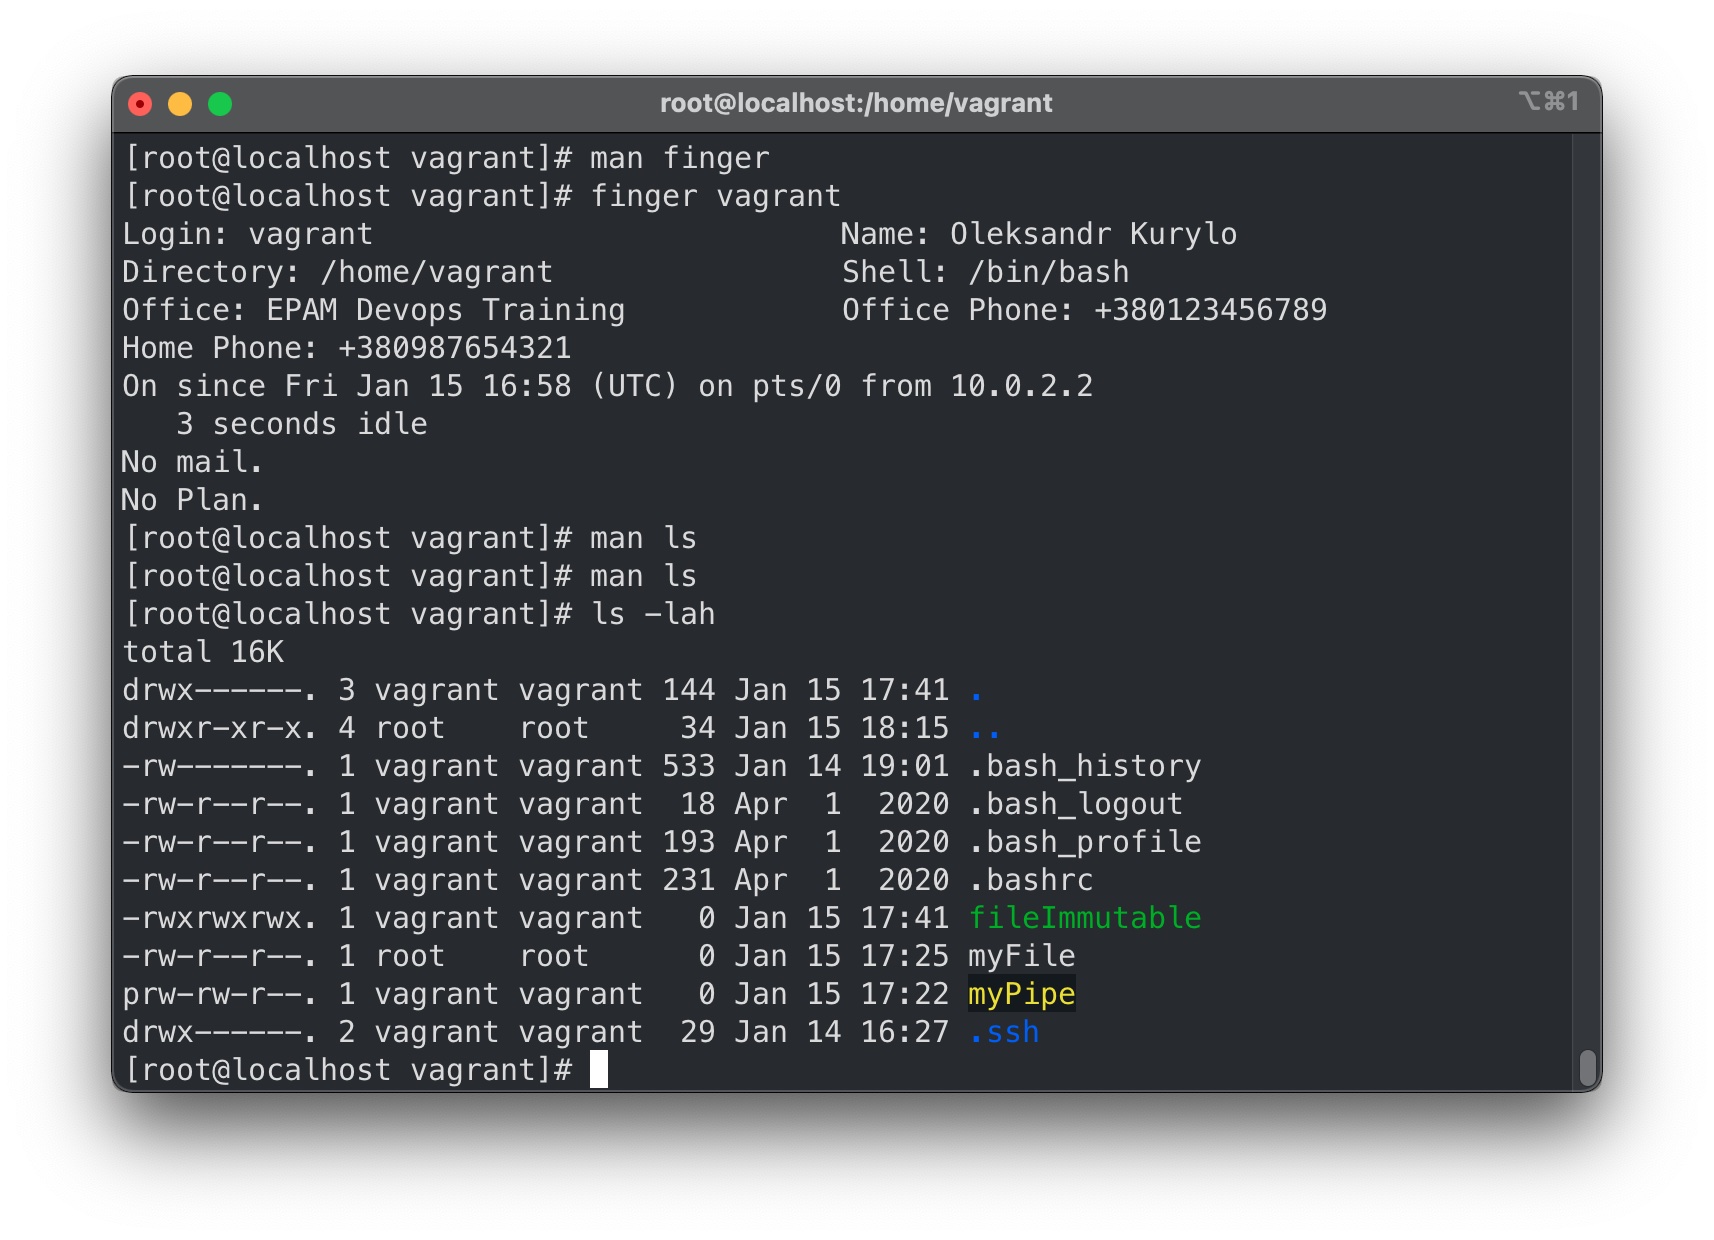 root@localhost:/home/vagrant ⌥⌘1
[root@localhost vagrant]# man finger
[root@localhost vagrant]# finger vagrant
Login: vagrant                          Name: Oleksandr Kurylo
Directory: /home/vagrant                Shell: /bin/bash
Office: EPAM Devops Training            Office Phone: +380123456789
Home Phone: +380987654321
On since Fri Jan 15 16:58 (UTC) on pts/0 from 10.0.2.2
   3 seconds idle
No mail.
No Plan.
[root@localhost vagrant]# man ls
[root@localhost vagrant]# man ls
[root@localhost vagrant]# ls -lah
total 16K
drwx------. 3 vagrant vagrant 144 Jan 15 17:41 .
drwxr-xr-x. 4 root    root     34 Jan 15 18:15 ..
-rw-------. 1 vagrant vagrant 533 Jan 14 19:01 .bash_history
-rw-r--r--. 1 vagrant vagrant  18 Apr  1  2020 .bash_logout
-rw-r--r--. 1 vagrant vagrant 193 Apr  1  2020 .bash_profile
-rw-r--r--. 1 vagrant vagrant 231 Apr  1  2020 .bashrc
-rwxrwxrwx. 1 vagrant vagrant   0 Jan 15 17:41 fileImmutable
-rw-r--r--. 1 root    root      0 Jan 15 17:25 myFile
prw-rw-r--. 1 vagrant vagrant   0 Jan 15 17:22 myPipe
drwx------. 2 vagrant vagrant  29 Jan 14 16:27 .ssh
[root@localhost vagrant]#